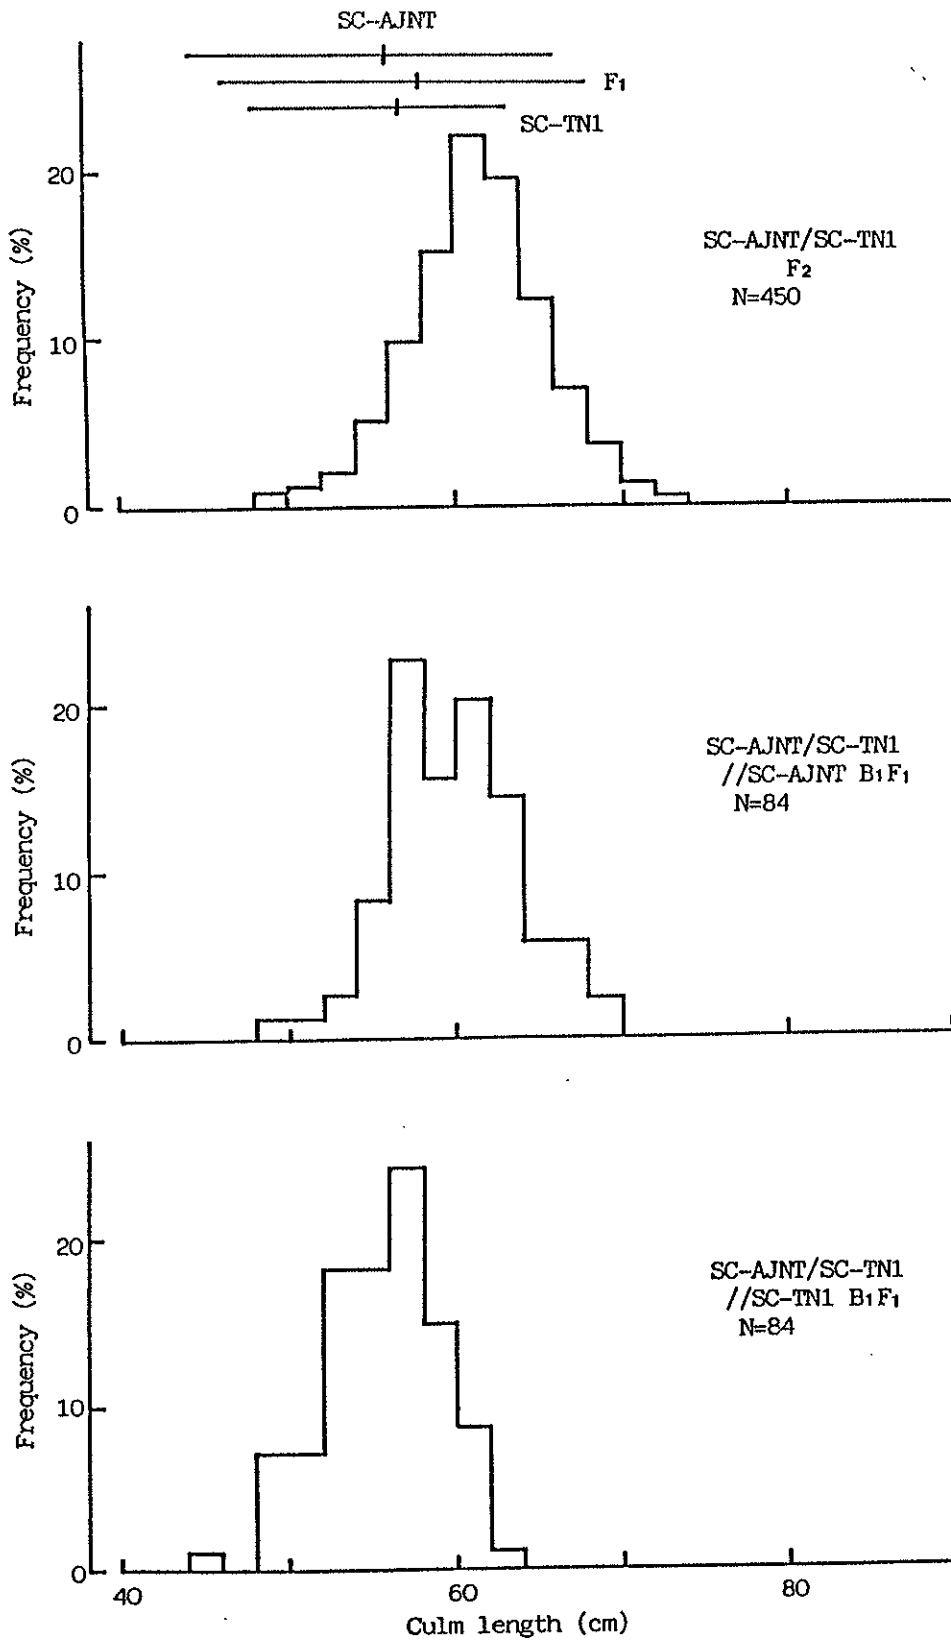 SC-AJNT
F1
SC-TN1
20
10
0
Frequency (%)
SC-AJNT/SC-TN1
F2
N=450
20
10
0
Frequency (%)
SC-AJNT/SC-TN1
//SC-AJNT B1F1
N=84
20
10
0
Frequency (%)
SC-AJNT/SC-TN1
//SC-TN1 B1F1
N=84
40
60
80
Culm length (cm)